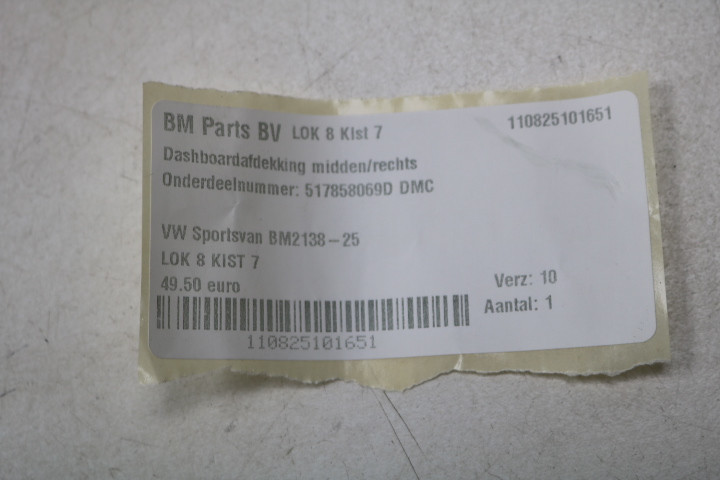 BM Parts BV LOK 8 Kist 7 110825101651
Dashboardafdekking midden/rechts
Onderdeelnummer: 517858069D DMC
VW Sportsvan BM2138-25
LOK 8 KIST 7
49.50 euro Verz: 10
Aantal: 1
110825101651